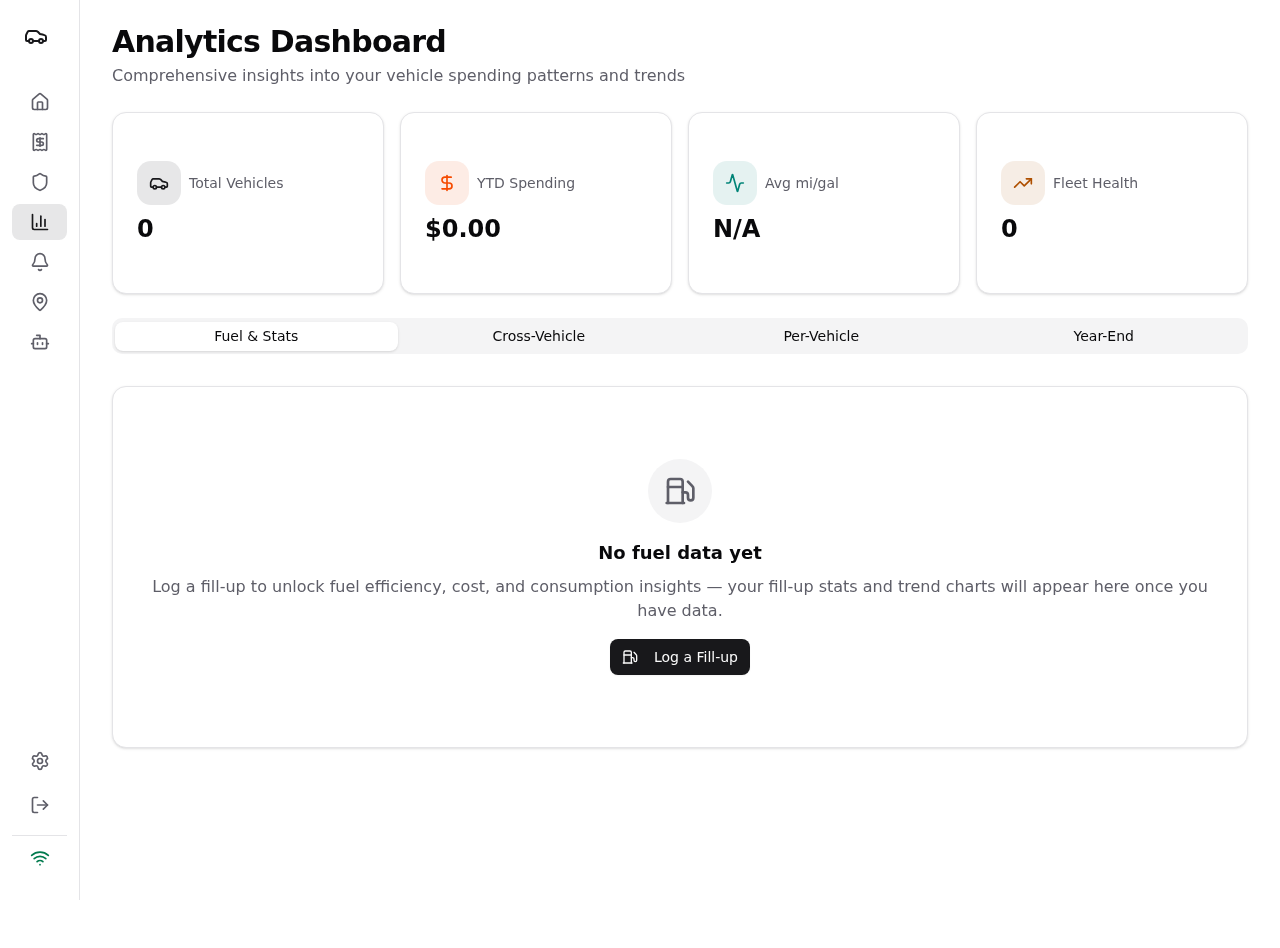 Analytics Dashboard
Comprehensive insights into your vehicle spending patterns and trends
Total Vehicles
0
YTD Spending
$0.00
Avg mi/gal
N/A
Fleet Health
0
Fuel & Stats
Cross-Vehicle
Per-Vehicle
Year-End
No fuel data yet
Log a fill-up to unlock fuel efficiency, cost, and consumption insights — your fill-up stats and trend charts will appear here once you
have data.
Log a Fill-up